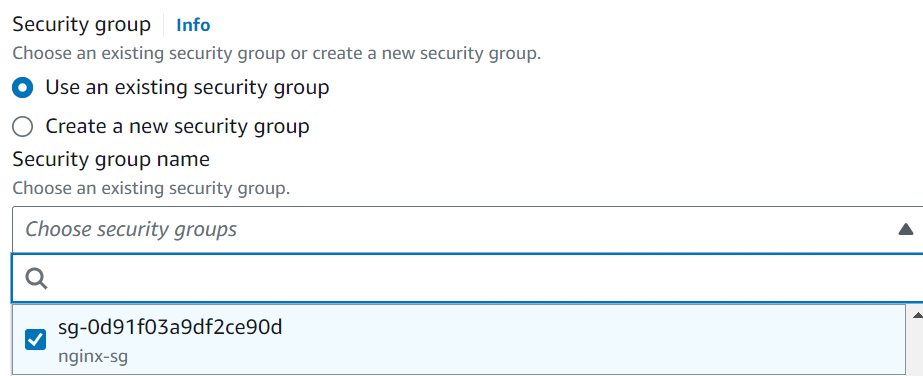 Security group Info
Choose an existing security group or create a new security group.
Use an existing security group
Create a new security group
Security group name
Choose an existing security group.
Choose security groups
sg-0d91f03a9df2ce90d
nginx-sg